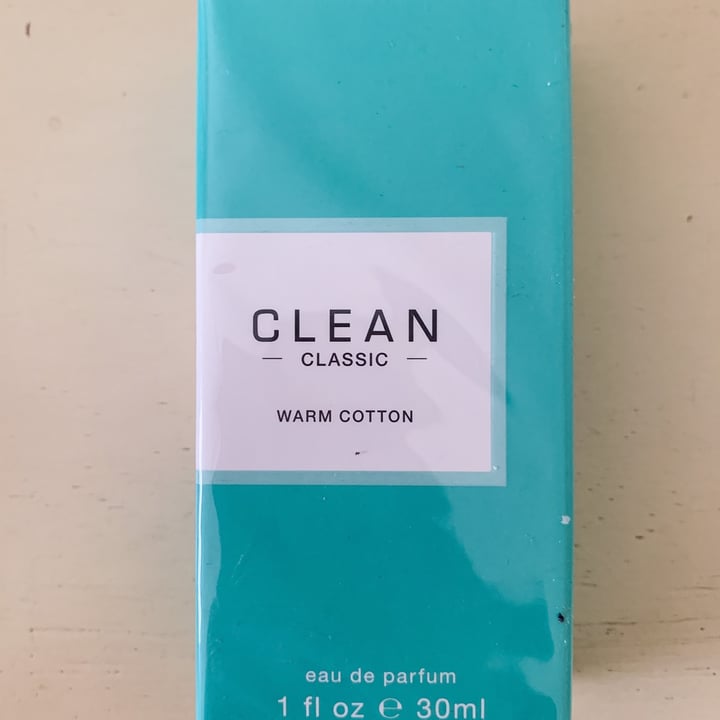 CLEAN
— CLASSIC —
WARM COTTON
eau de parfum
1 fl oz ℮ 30ml